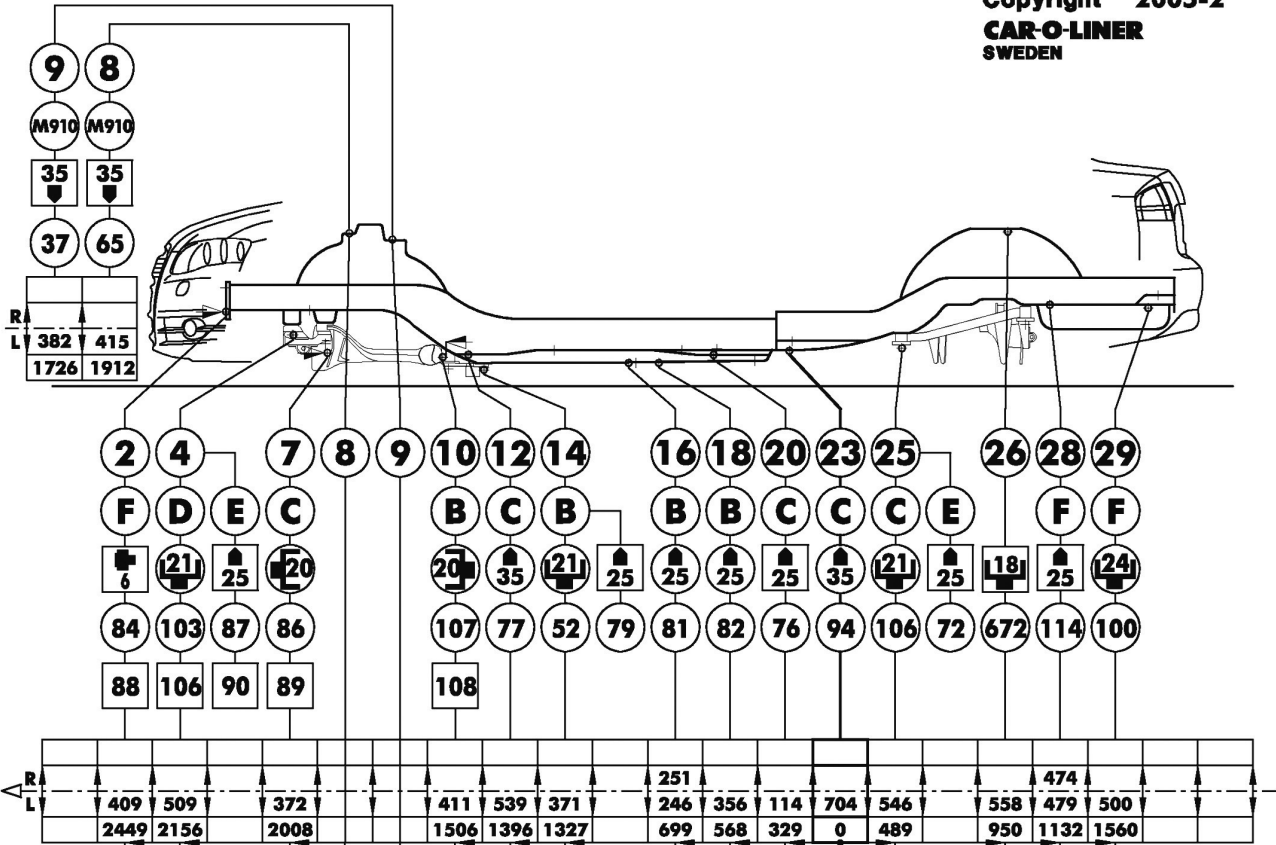 Copyright 2005-2
CAR-O-LINER
SWEDEN
9 8
M910 M910
35 35
37 65
R
L 382 415
1726 1912
2 4 7 8 9 10 12 14 16 18 20 23 25 26 28 29
F D E C B C B B B C C C E F F
6 21 25 20 20 35 21 25 25 25 25 35 21 25 18 25 24
84 103 87 86 107 77 52 79 81 82 76 94 106 72 672 114 100
88 106 90 89 108
R 251 474
L 409 509 372 411 539 371 246 356 114 704 546 558 479 500
2449 2156 2008 1506 1396 1327 699 568 329 0 489 950 1132 1560